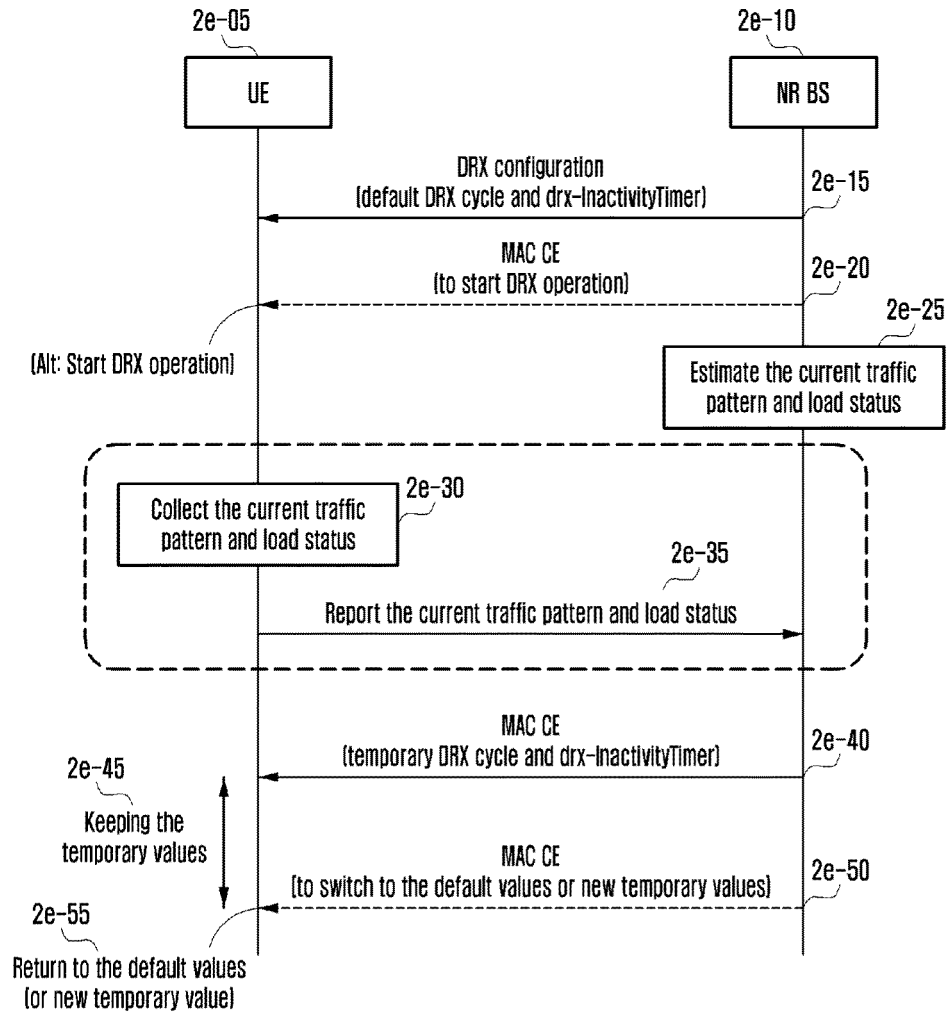 2e-05
2e-10
UE
NR BS
DRX configuration
(default DRX cycle and drx-InactivityTimer)
2e-15
MAC CE
(to start DRX operation)
2e-20
2e-25
(Alt: Start DRX operation)
Estimate the current traffic
pattern and load status
2e-30
Collect the current traffic
pattern and load status
2e-35
Report the current traffic pattern and load status
MAC CE
(temporary DRX cycle and drx-InactivityTimer)
2e-40
2e-45
Keeping the
temporary values
MAC CE
(to switch to the default values or new temporary values)
2e-50
2e-55
Return to the default values
(or new temporary value)